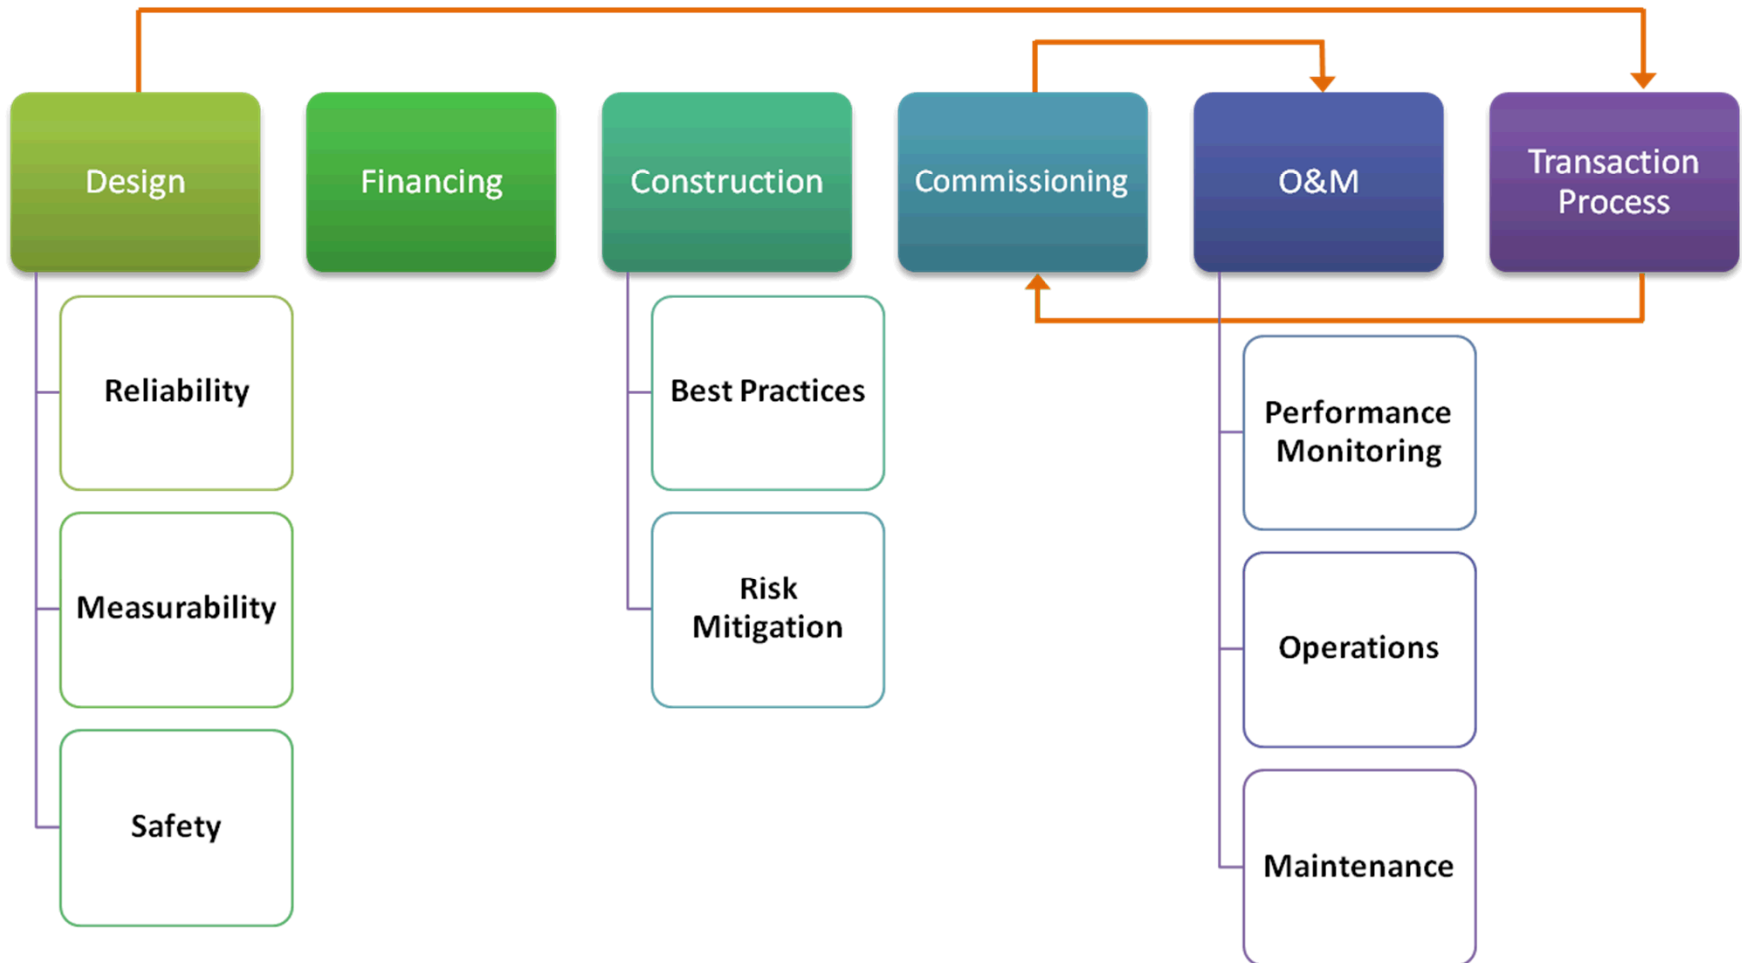 Design
Financing
Construction
Commissioning
O&M
Transaction
Process
Reliability
Measurability
Safety
Best Practices
Risk
Mitigation
Performance
Monitoring
Operations
Maintenance